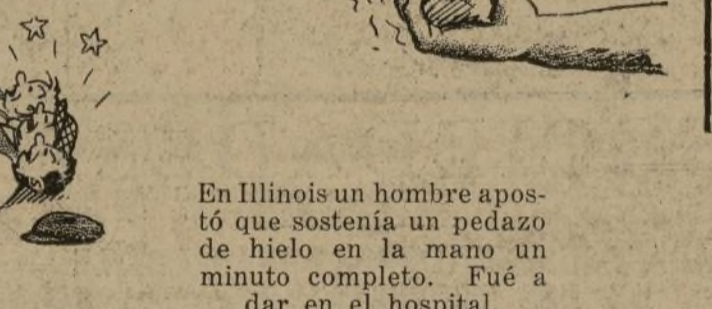 En Illinois un hombre apos-
tó que sostenía un pedazo
de hielo en la mano un
minuto completo. Fué a
dar en el hospital